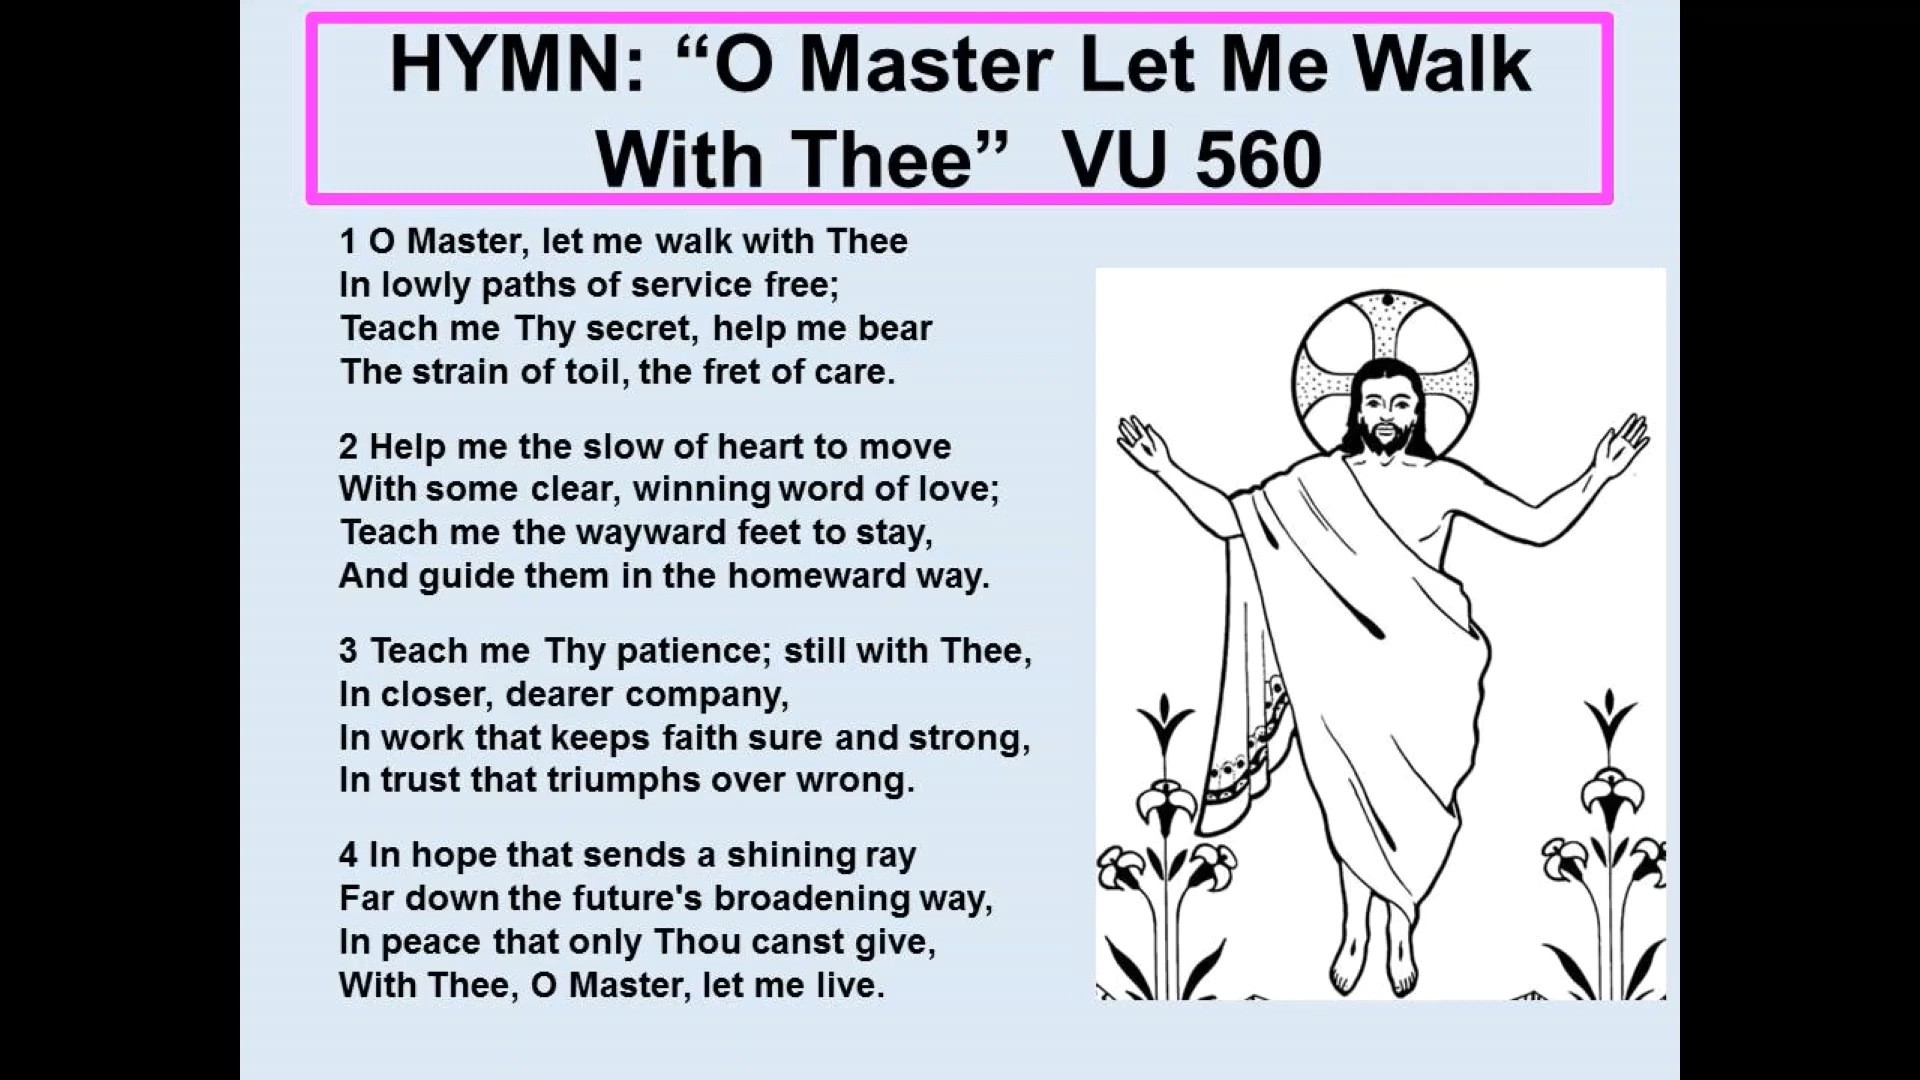 HYMN: “O Master Let Me Walk
With Thee”  VU 560
1 O Master, let me walk with Thee
In lowly paths of service free;
Teach me Thy secret, help me bear
The strain of toil, the fret of care.
2 Help me the slow of heart to move
With some clear, winning word of love;
Teach me the wayward feet to stay,
And guide them in the homeward way.
3 Teach me Thy patience; still with Thee,
In closer, dearer company,
In work that keeps faith sure and strong,
In trust that triumphs over wrong.
4 In hope that sends a shining ray
Far down the future's broadening way,
In peace that only Thou canst give,
With Thee, O Master, let me live.